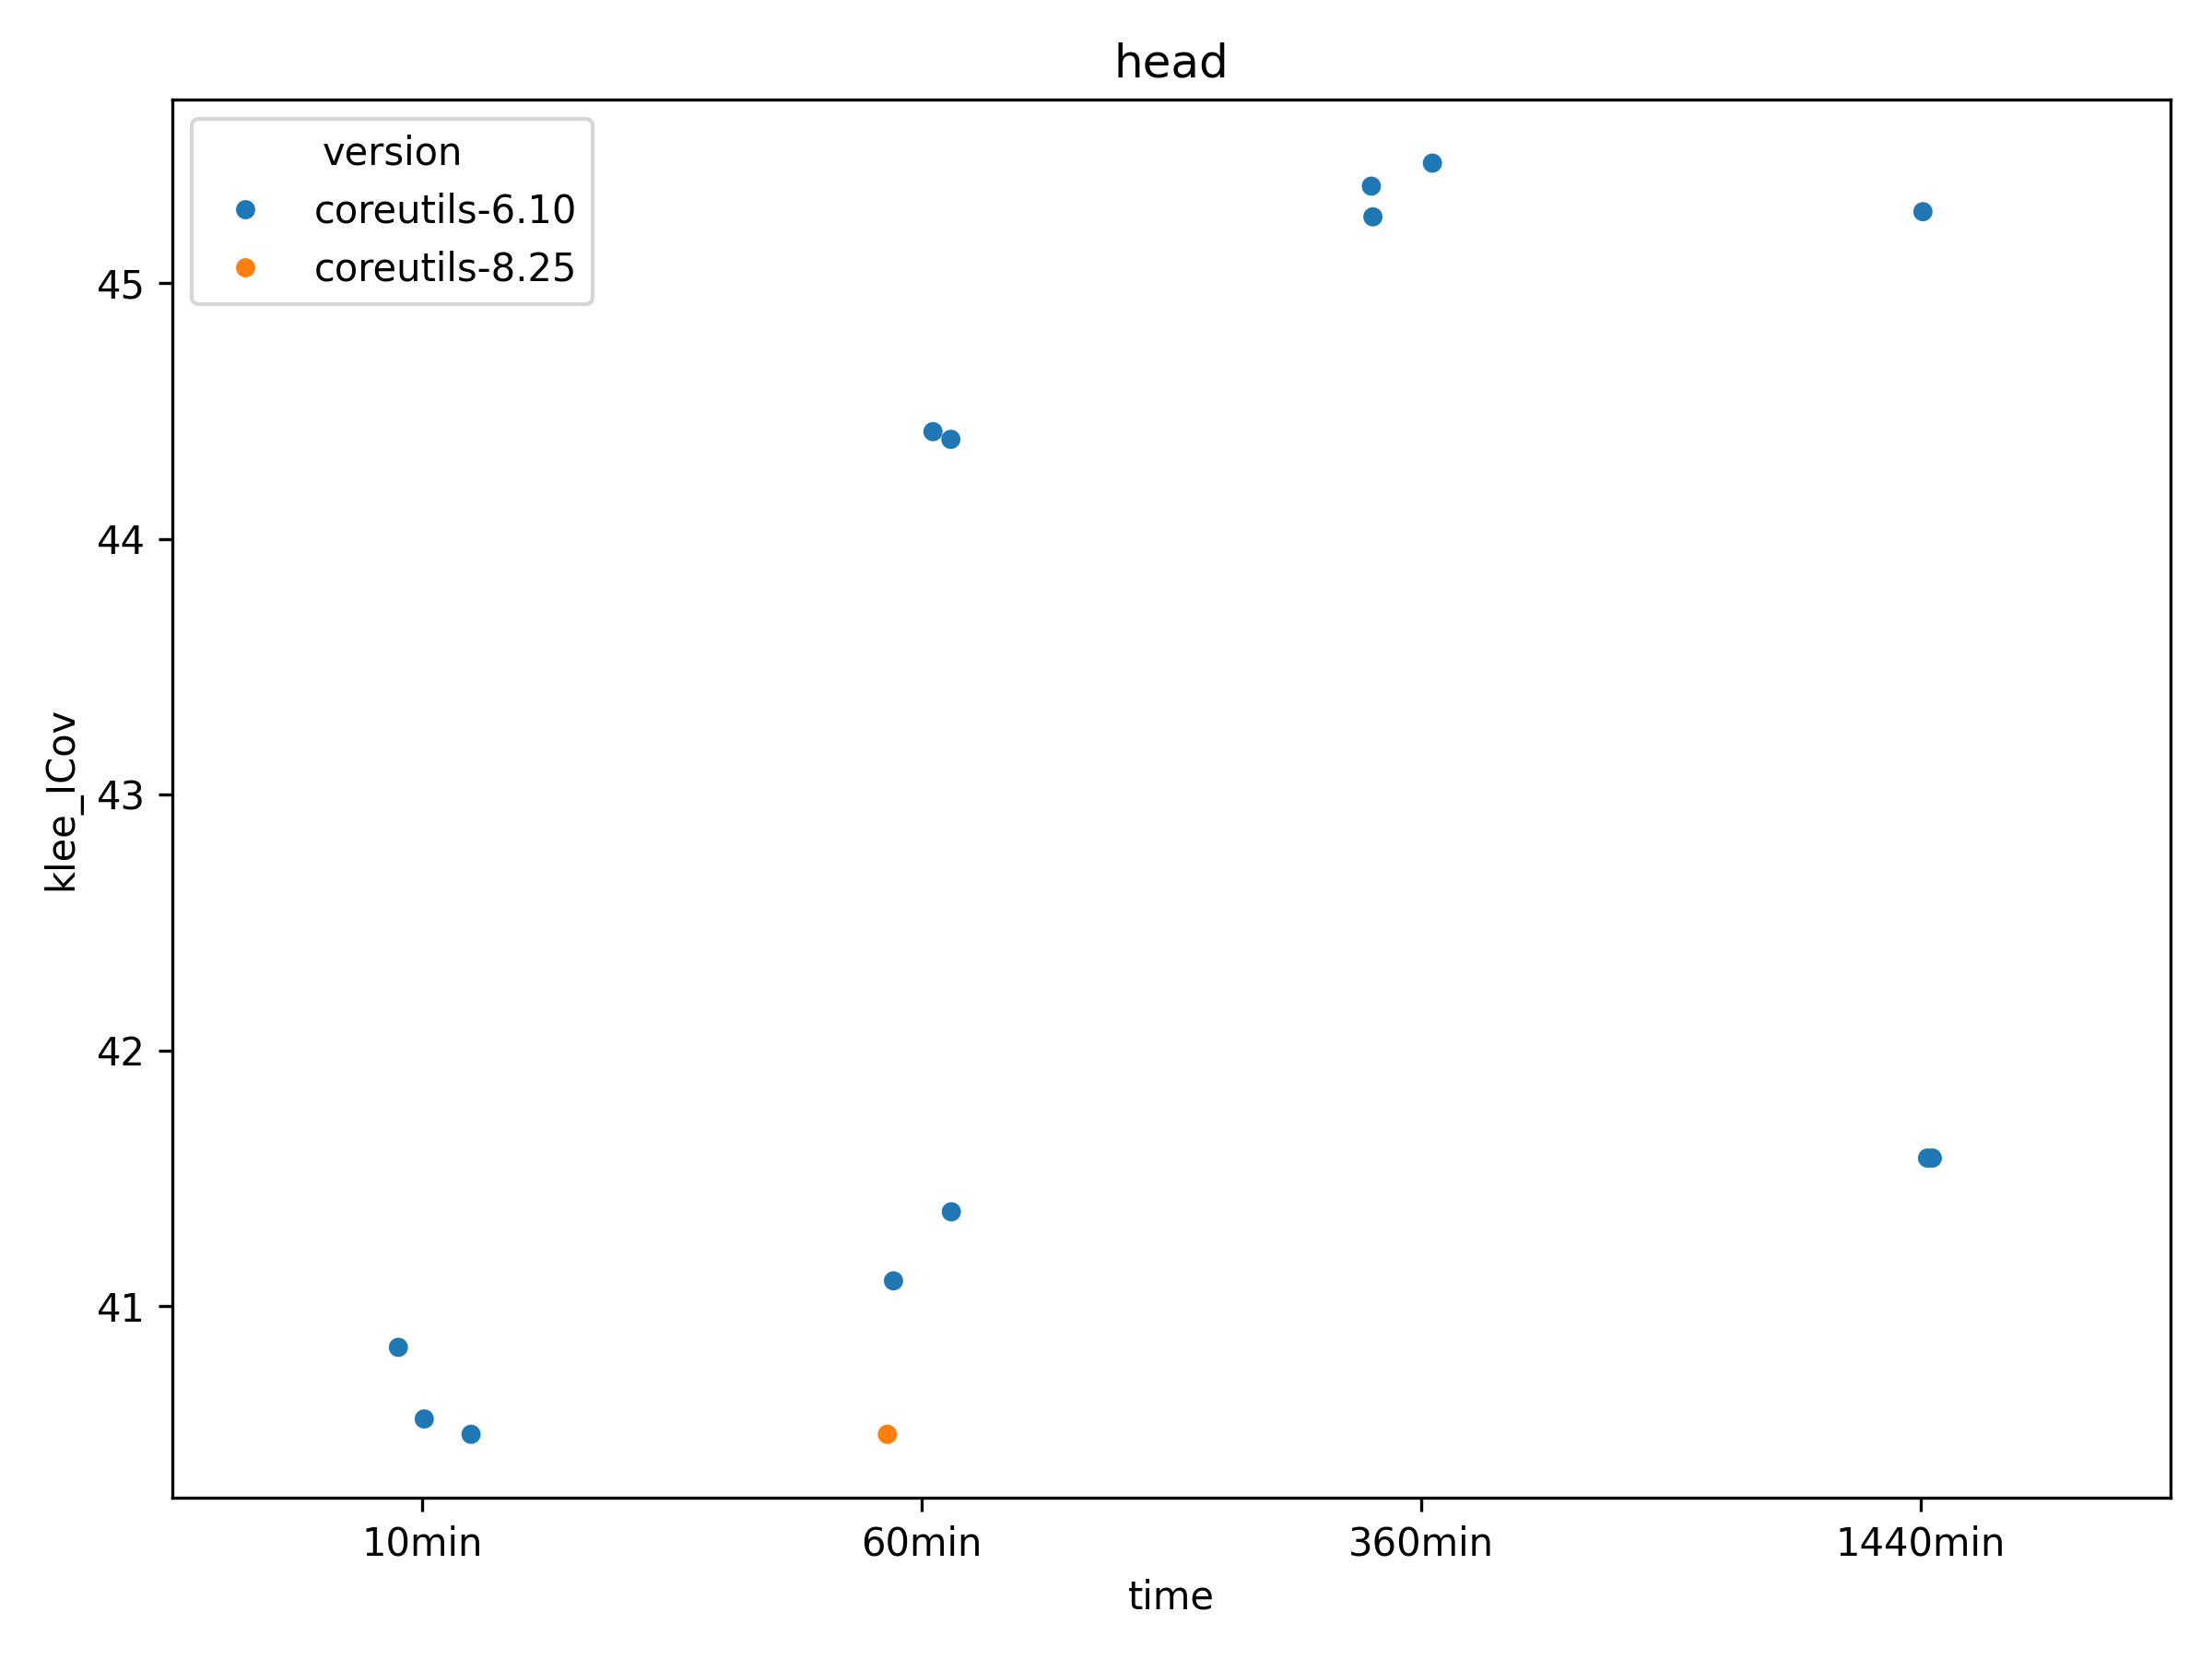 head
version
coreutils-6.10
coreutils-8.25
45
44
43
42
41
klee_ICov
10min
60min
360min
1440min
time